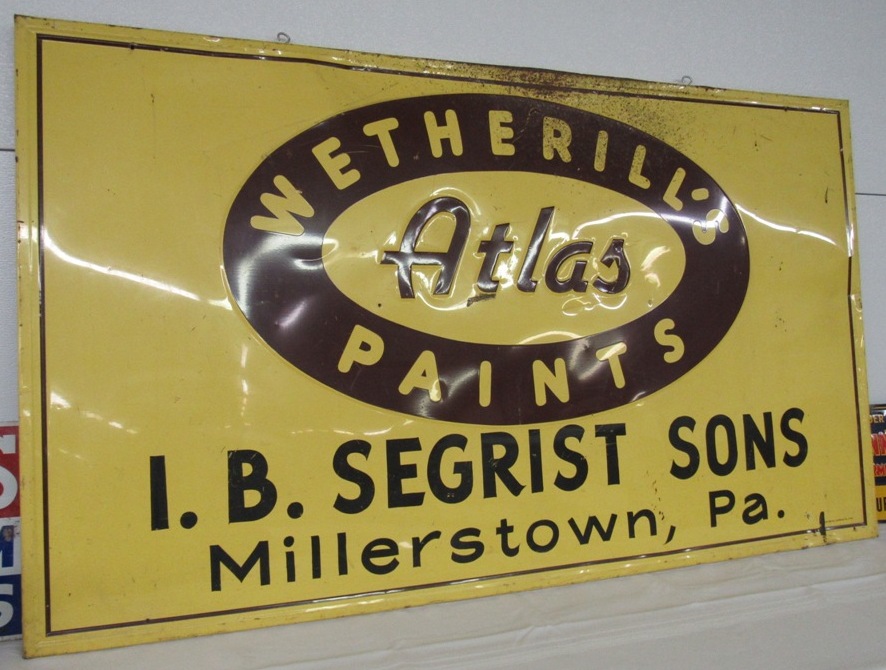 WETHERILL'S
Atlas
PAINTS
I. B. SEGRIST SONS
Millerstown, Pa.